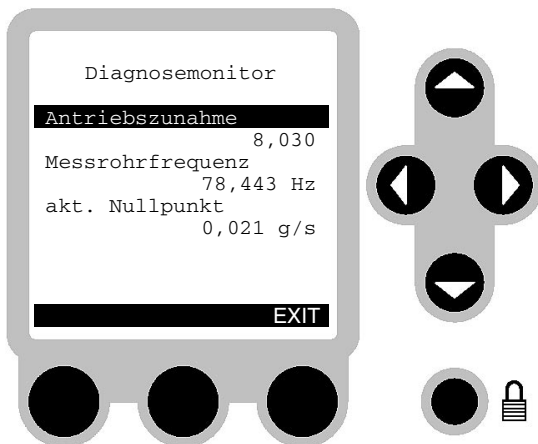 Diagnosemonitor
Antriebszunahme
8,030
Messrohrfrequenz
78,443 Hz
akt. Nullpunkt
0,021 g/s
EXIT